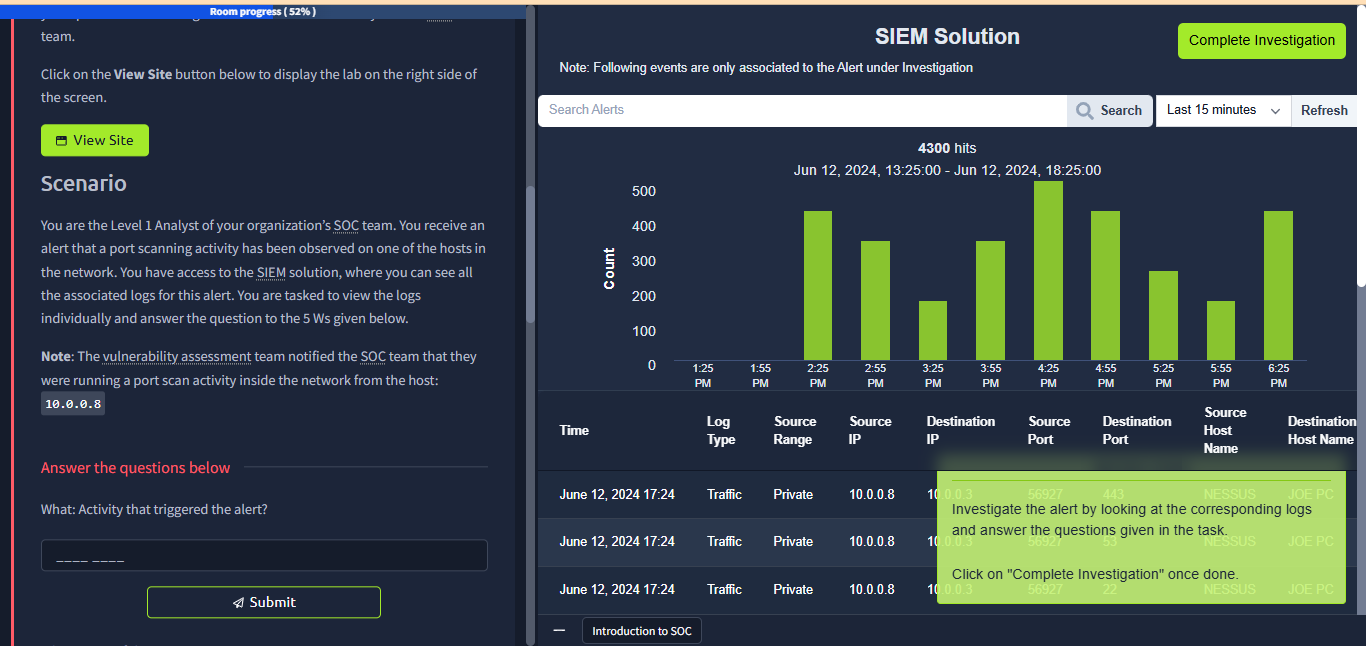 Room progress ( 52% )
team.
Click on the View Site button below to display the lab on the right side of
the screen.
View Site
Scenario
You are the Level 1 Analyst of your organization's SOC team. You receive an
alert that a port scanning activity has been observed on one of the hosts in
the network. You have access to the SIEM solution, where you can see all
the associated logs for this alert. You are tasked to view the logs
individually and answer the question to the 5 Ws given below.
Note: The vulnerability assessment team notified the SOC team that they
were running a port scan activity inside the network from the host:
10.0.0.8
Answer the questions below
What: Activity that triggered the alert?
____ ____
Submit
SIEM Solution
Complete Investigation
Note: Following events are only associated to the Alert under Investigation
Search Alerts
Search
Last 15 minutes
Refresh
4300 hits
Jun 12, 2024, 13:25:00 - Jun 12, 2024, 18:25:00
Count
500
400
300
200
100
0
1:25 PM 1:55 PM 2:25 PM 2:55 PM 3:25 PM 3:55 PM 4:25 PM 4:55 PM 5:25 PM 5:55 PM 6:25 PM
Time Log Type Source Range Source IP Destination IP Source Port Destination Port Source Host Name Destination Host Name
June 12, 2024 17:24 Traffic Private 10.0.0.8 10.0.0.3 56927 443 NESSUS JOE PC
June 12, 2024 17:24 Traffic Private 10.0.0.8 10.0.0.3 56927 53 NESSUS JOE PC
June 12, 2024 17:24 Traffic Private 10.0.0.8 10.0.0.3 56927 22 NESSUS JOE PC
Investigate the alert by looking at the corresponding logs
and answer the questions given in the task.
Click on "Complete Investigation" once done.
Introduction to SOC